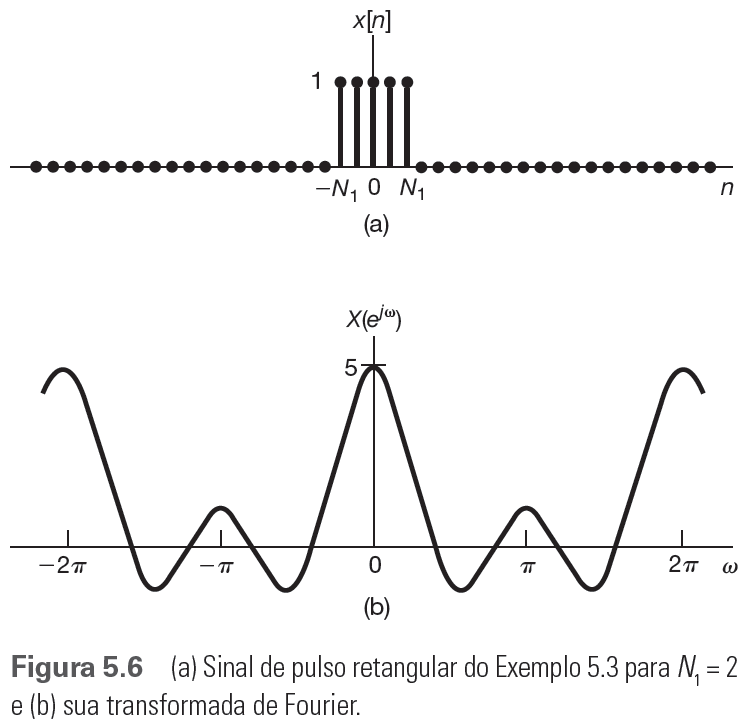 x[n]
1
−N₁ 0 N₁ n
(a)
X(e^{jω})
5
−2π −π 0 π 2π ω
(b)
Figura 5.6 (a) Sinal de pulso retangular do Exemplo 5.3 para N₁ = 2
e (b) sua transformada de Fourier.